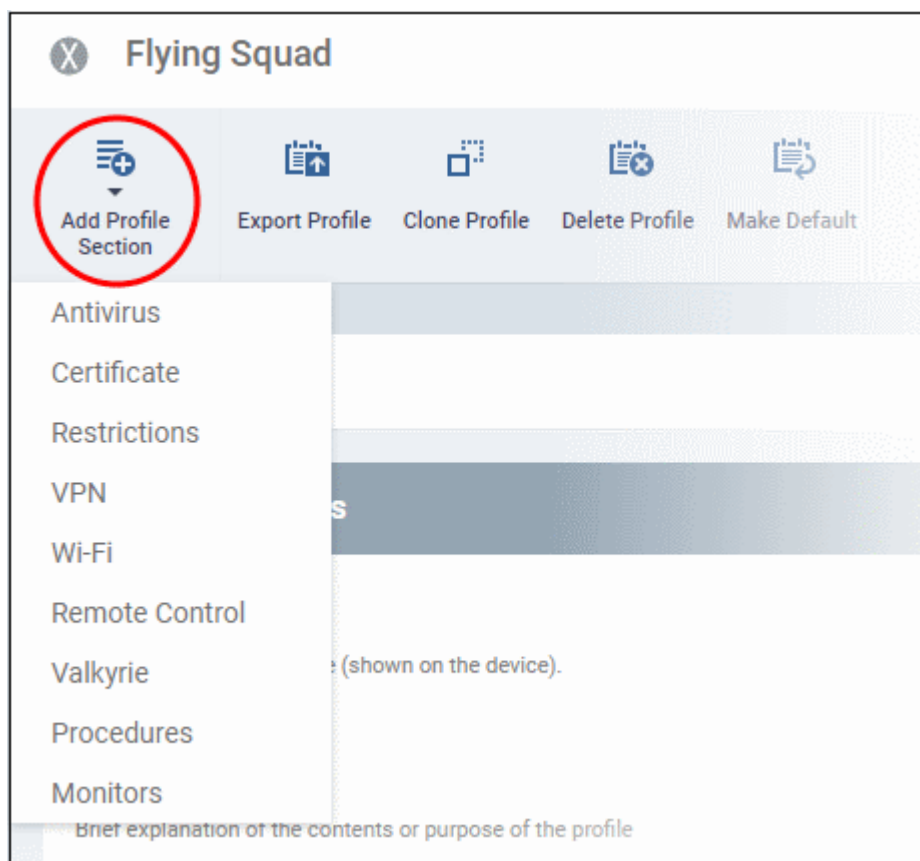 X Flying Squad
Add Profile
Section
Export Profile
Clone Profile
Delete Profile
Make Default
Antivirus
Certificate
Restrictions
VPN
s
Wi-Fi
Remote Control
Valkyrie
(shown on the device).
Procedures
Monitors
Brief explanation of the contents or purpose of the profile